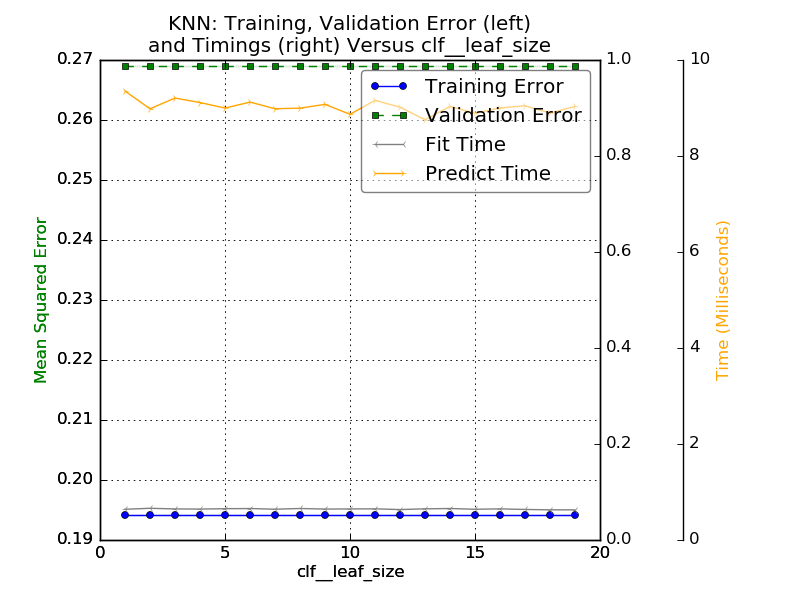 KNN: Training, Validation Error (left)
and Timings (right) Versus clf__leaf_size
Training Error
Validation Error
Fit Time
Predict Time
Mean Squared Error
0.27
0.26
0.25
0.24
0.23
0.22
0.21
0.20
0.19
0
5
10
15
20
clf__leaf_size
1.0
0.8
0.6
0.4
0.2
0.0
10
8
6
4
2
0
Time (Milliseconds)